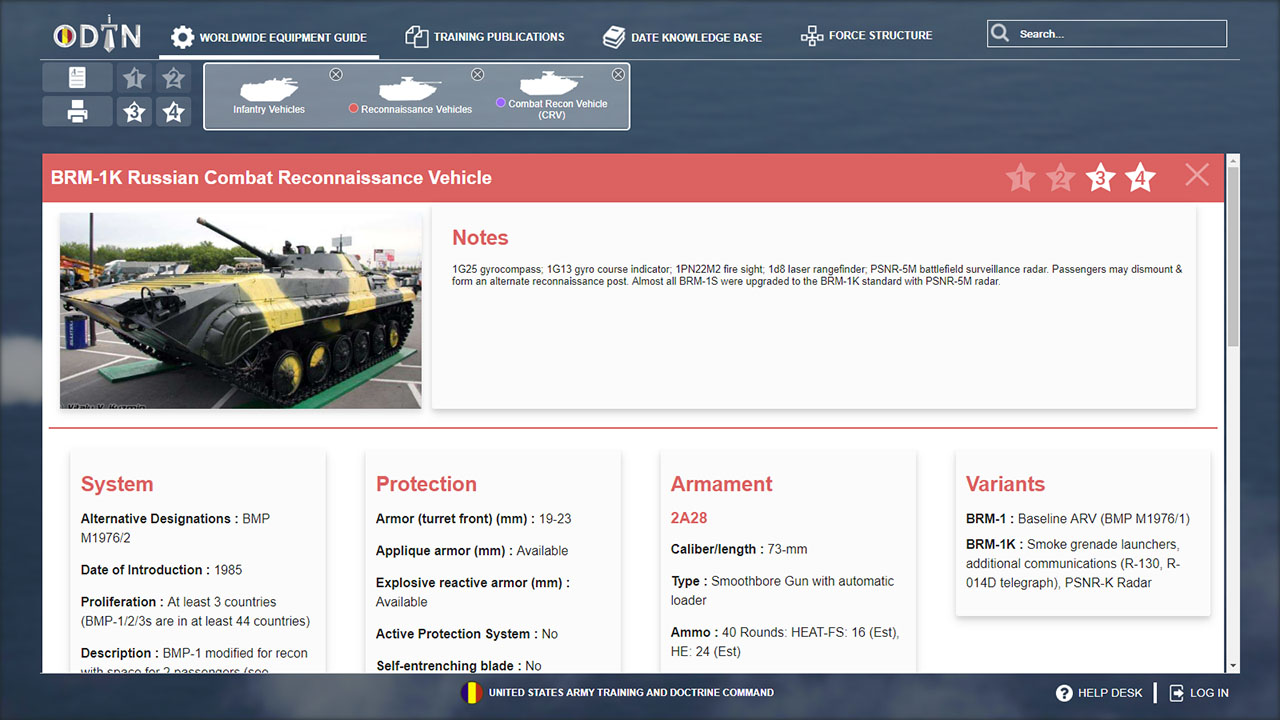 ODIN
WORLDWIDE EQUIPMENT GUIDE
TRAINING PUBLICATIONS
DATE KNOWLEDGE BASE
FORCE STRUCTURE
Search...
1 2
3 4
Infantry Vehicles
Reconnaissance Vehicles
Combat Recon Vehicle
(CRV)
BRM-1K Russian Combat Reconnaissance Vehicle
1 2 3 4
Notes
1G25 gyrocompass; 1G13 gyro course indicator; 1PN22M2 fire sight; 1d8 laser rangefinder; PSNR-5M battlefield surveillance radar. Passengers may dismount &
form an alternate reconnaissance post. Almost all BRM-1S were upgraded to the BRM-1K standard with PSNR-5M radar.
Vitaly V. Kuzmin
System
Alternative Designations : BMP
M1976/2
Date of Introduction : 1985
Proliferation : At least 3 countries
(BMP-1/2/3s are in at least 44 countries)
Description : BMP-1 modified for recon
with space for 2 passengers (see
Protection
Armor (turret front) (mm) : 19-23
Applique armor (mm) : Available
Explosive reactive armor (mm) :
Available
Active Protection System : No
Self-entrenching blade : No
Armament
2A28
Caliber/length : 73-mm
Type : Smoothbore Gun with automatic
loader
Ammo : 40 Rounds: HEAT-FS: 16 (Est),
HE: 24 (Est)
Variants
BRM-1 : Baseline ARV (BMP M1976/1)
BRM-1K : Smoke grenade launchers,
additional communications (R-130, R-
014D telegraph), PSNR-K Radar
UNITED STATES ARMY TRAINING AND DOCTRINE COMMAND
HELP DESK
LOG IN